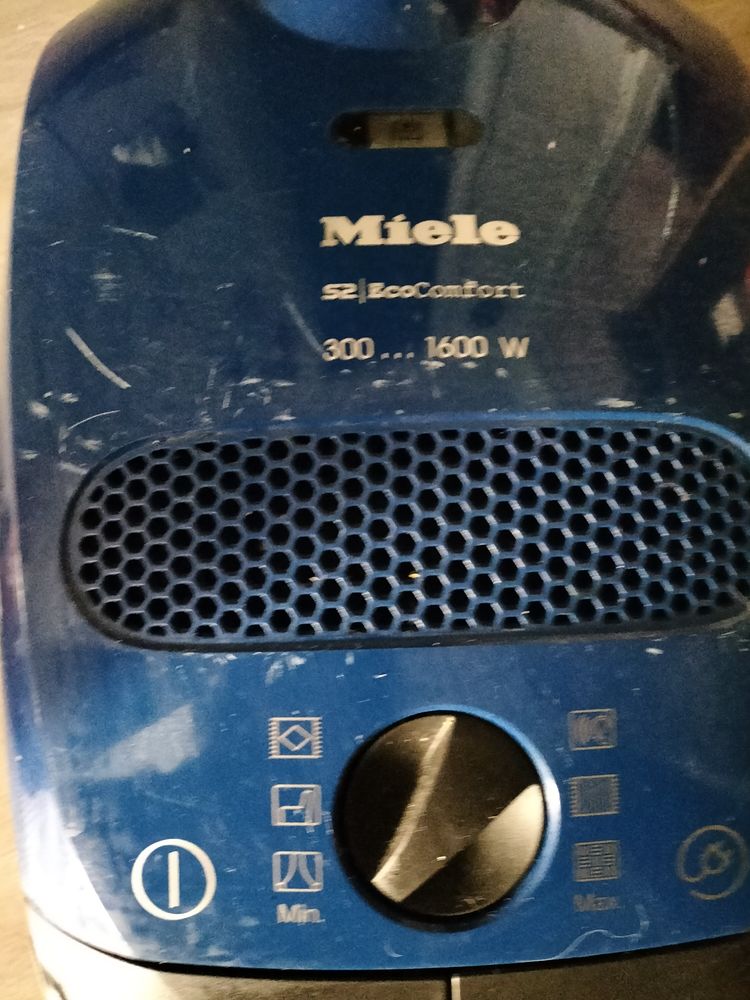 Miele
S2|EcoComfort
300 ... 1600 W
Min.
Max.